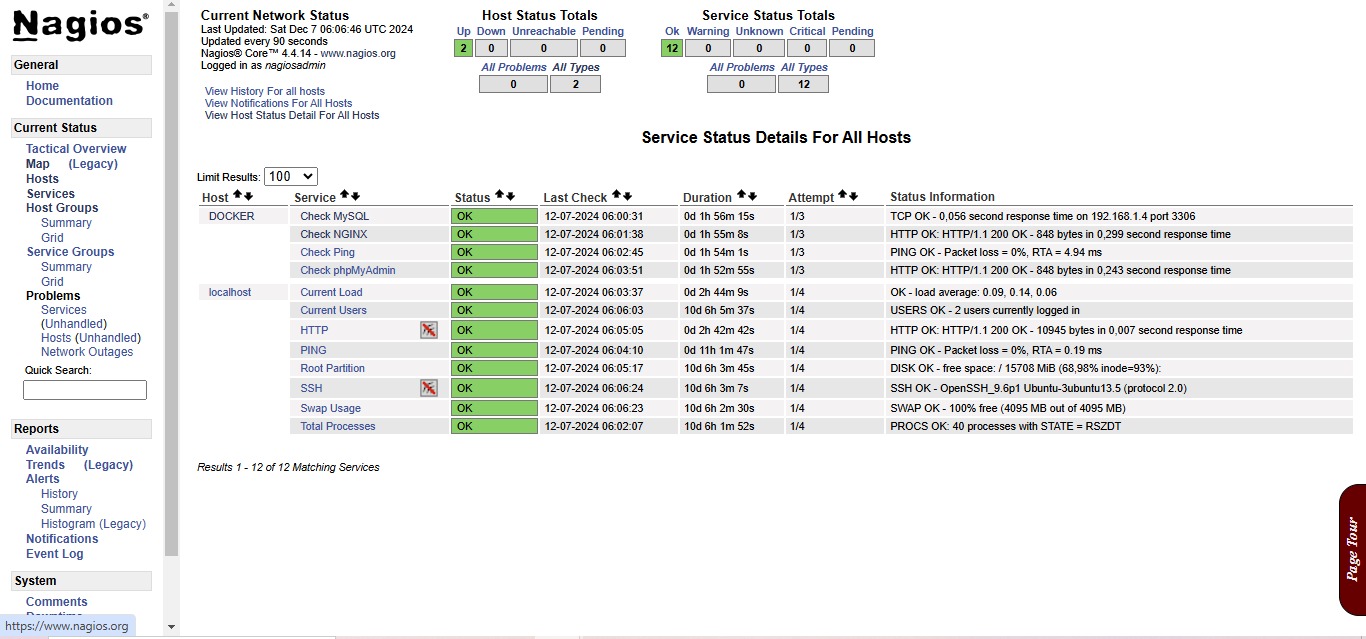 Nagios®
General
Home
Documentation
Current Status
Tactical Overview
Map (Legacy)
Hosts
Services
Host Groups
Summary
Grid
Service Groups
Summary
Grid
Problems
Services
(Unhandled)
Hosts (Unhandled)
Network Outages
Quick Search:
Reports
Availability
Trends (Legacy)
Alerts
History
Summary
Histogram (Legacy)
Notifications
Event Log
System
Comments
Downtime
https://www.nagios.org
Current Network Status
Last Updated: Sat Dec 7 06:06:46 UTC 2024
Updated every 90 seconds
Nagios® Core™ 4.4.14 - www.nagios.org
Logged in as nagiosadmin
View History For all hosts
View Notifications For All Hosts
View Host Status Detail For All Hosts
Host Status Totals
Up Down Unreachable Pending
2 0 0 0
All Problems All Types
0 2
Service Status Totals
Ok Warning Unknown Critical Pending
12 0 0 0 0
All Problems All Types
0 12
Service Status Details For All Hosts
Limit Results: 100
Host Service Status Last Check Duration Attempt Status Information
DOCKER Check MySQL OK 12-07-2024 06:00:31 0d 1h 56m 15s 1/3 TCP OK - 0,056 second response time on 192.168.1.4 port 3306
Check NGINX OK 12-07-2024 06:01:38 0d 1h 55m 8s 1/3 HTTP OK: HTTP/1.1 200 OK - 848 bytes in 0,299 second response time
Check Ping OK 12-07-2024 06:02:45 0d 1h 54m 1s 1/3 PING OK - Packet loss = 0%, RTA = 4.94 ms
Check phpMyAdmin OK 12-07-2024 06:03:51 0d 1h 52m 55s 1/3 HTTP OK: HTTP/1.1 200 OK - 848 bytes in 0,243 second response time
localhost Current Load OK 12-07-2024 06:03:37 0d 2h 44m 9s 1/4 OK - load average: 0.09, 0.14, 0.06
Current Users OK 12-07-2024 06:06:03 10d 6h 5m 37s 1/4 USERS OK - 2 users currently logged in
HTTP OK 12-07-2024 06:05:05 0d 2h 42m 42s 1/4 HTTP OK: HTTP/1.1 200 OK - 10945 bytes in 0,007 second response time
PING OK 12-07-2024 06:04:10 0d 11h 1m 47s 1/4 PING OK - Packet loss = 0%, RTA = 0.19 ms
Root Partition OK 12-07-2024 06:05:17 10d 6h 3m 45s 1/4 DISK OK - free space: / 15708 MiB (68,98% inode=93%):
SSH OK 12-07-2024 06:06:24 10d 6h 3m 7s 1/4 SSH OK - OpenSSH_9.6p1 Ubuntu-3ubuntu13.5 (protocol 2.0)
Swap Usage OK 12-07-2024 06:06:23 10d 6h 2m 30s 1/4 SWAP OK - 100% free (4095 MB out of 4095 MB)
Total Processes OK 12-07-2024 06:02:07 10d 6h 1m 52s 1/4 PROCS OK: 40 processes with STATE = RSZDT
Results 1 - 12 of 12 Matching Services
Page Tour